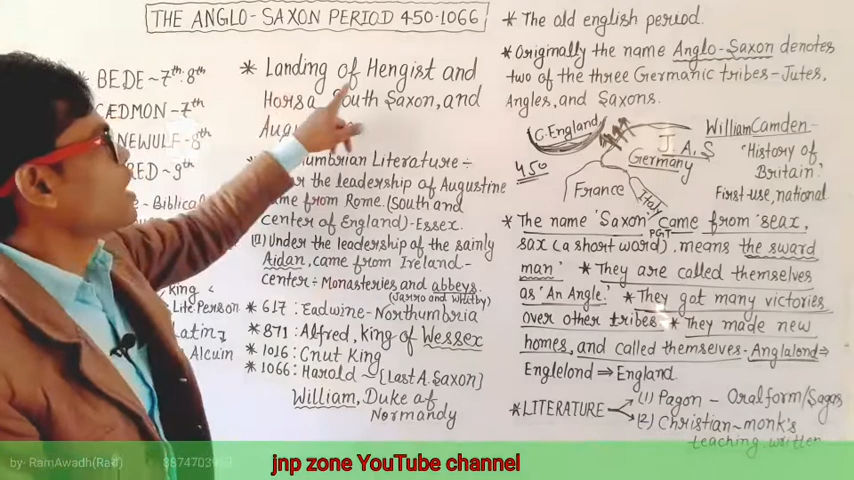 THE ANGLO-SAXON PERIOD 450-1066
BEDE ~ 7th 8th
CÆDMON - 7th
NEWULF - 8th
RED ~ 9th
e - Biblical
king
Lit. Person
Latin
Alcuin
* Landing of Hengist and
Horsa South Saxon, and
umbrian Literature ÷
the leadership of Augustine
came from Rome. (South and
center of England) - Essex.
(a) Under the leadership of the sainly
Aidan, came from Ireland -
center ÷ Monasteries and abbeys.
(Jarro and Whitby)
* 617: Eadwine - Northumbria
* 871: Alfred, King of Wessex
* 1016: Cnut King
* 1066: Harold - [Last A. Saxon]
William, Duke of
Normandy
* The old english period.
* Originally the name Anglo-Saxon denotes
two of the three Germanic tribes - Jutes,
Angles, and Saxons.
England
450
J. A, S
Germany
France
Italy
William Camden -
'History of
Britain'
First use, national
* The name 'Saxon' came from 'seax,
sax (a short word), means the sward
man' * They are called themselves
as 'An Angle.' * They got many victories
over other tribes. * They made new
homes, and called themselves - Anglalond ⇒
Englelond ⇒ England.
* LITERATURE
(1) Pagon - Oral form/Sagas
(2) Christian ~ monk's
teaching. written
by- RamAwadh(Raj)
jnp zone YouTube channel